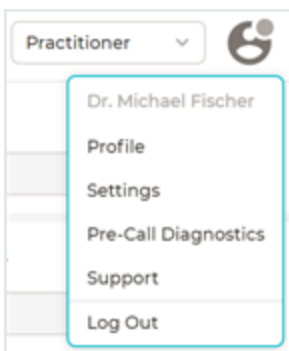 Practitioner
Dr. Michael Fischer
Profile
Settings
Pre-Call Diagnostics
Support
Log Out